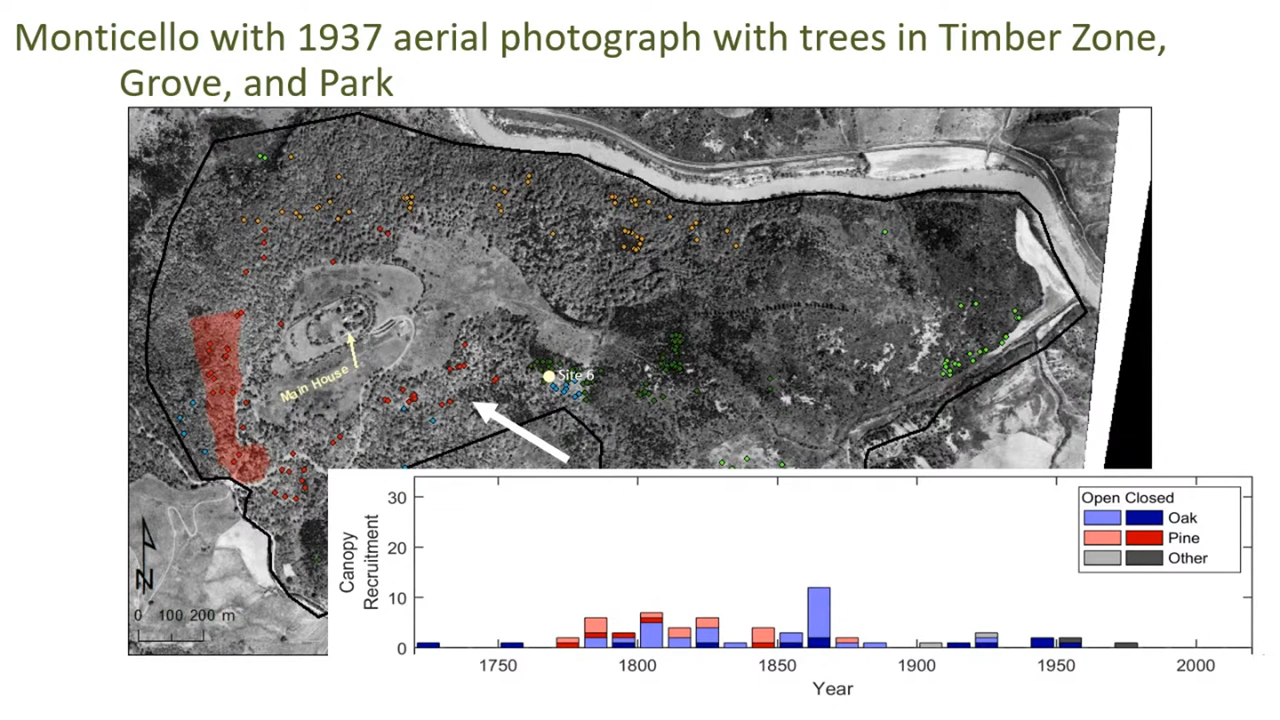 Monticello with 1937 aerial photograph with trees in Timber Zone,
Grove, and Park
Main House
Site 6
N
0 100 200 m
Canopy
Recruitment
30
20
10
0
Open Closed
Oak
Pine
Other
1750 1800 1850 1900 1950 2000
Year